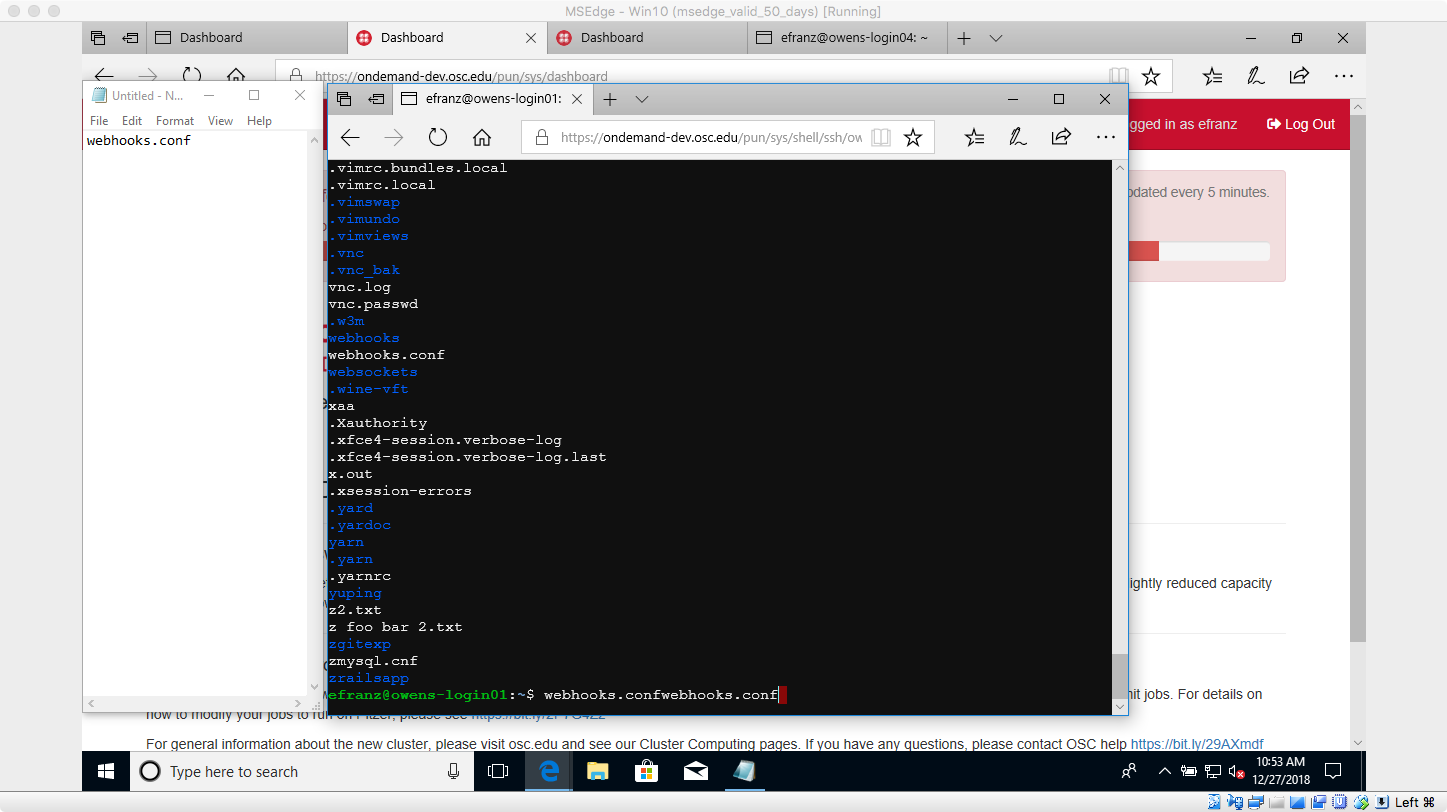 MSEdge - Win10 (msedge_valid_50_days) [Running]
Dashboard
Dashboard
Dashboard
efranz@owens-login04: ~
https://ondemand-dev.osc.edu/pun/sys/dashboard
Untitled - N...
File Edit Format View Help
webhooks.conf
efranz@owens-login01:
https://ondemand-dev.osc.edu/pun/sys/shell/ssh/ow
gged in as efranz
Log Out
updated every 5 minutes.
.vimrc.bundles.local
.vimrc.local
.vimswap
.vimundo
.vimviews
.vnc
.vnc_bak
vnc.log
vnc.passwd
.w3m
webhooks
webhooks.conf
websockets
.wine-vft
xaa
.Xauthority
.xfce4-session.verbose-log
.xfce4-session.verbose-log.last
x.out
.xsession-errors
.yard
.yardoc
yarn
.yarn
.yarnrc
yuping
z2.txt
z foo bar 2.txt
zgitexp
zmysql.cnf
zrailsapp
efranz@owens-login01:~$ webhooks.confwebhooks.conf
ightly reduced capacity
it jobs. For details on
how to modify your jobs to run on Pitzer, please see
For general information about the new cluster, please visit osc.edu and see our Cluster Computing pages. If you have any questions, please contact OSC help https://bit.ly/29AXmdf
Type here to search
10:53 AM
12/27/2018
Left ⌘